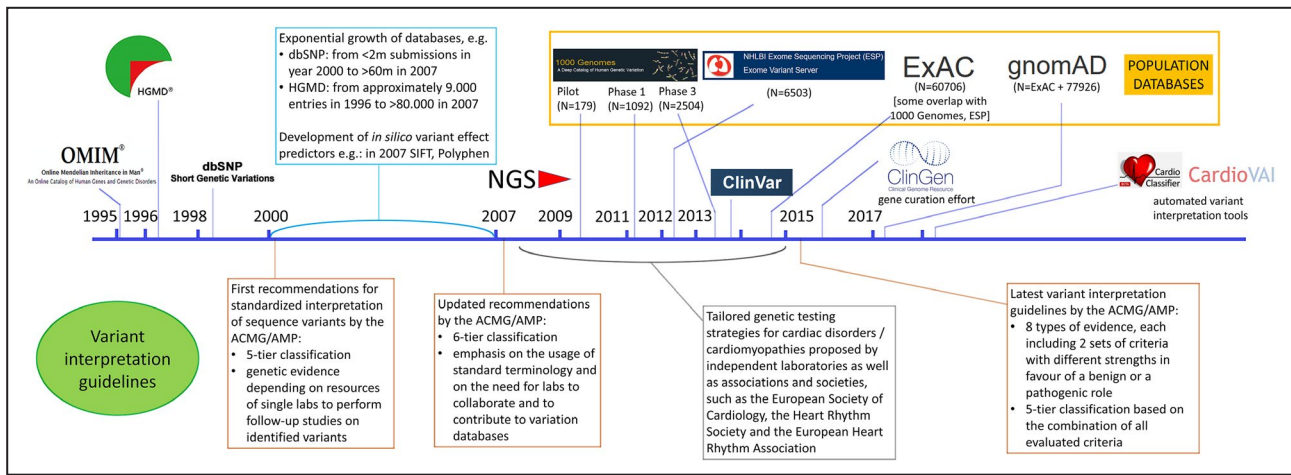 HGMD®
OMIM®
Online Mendelian Inheritance in Man®
An Online Catalog of Human Genes and Genetic Disorders
dbSNP
Short Genetic Variations
Exponential growth of databases, e.g.
• dbSNP: from <2m submissions in
year 2000 to >60m in 2007
• HGMD: from approximately 9.000
entries in 1996 to >80.000 in 2007
Development of in silico variant effect
predictors e.g.: in 2007 SIFT, Polyphen
NGS
1000 Genomes
A Deep Catalog of Human Genetic Variation
Pilot
(N=179)
Phase 1
(N=1092)
Phase 3
(N=2504)
NHLBI Exome Sequencing Project (ESP)
Exome Variant Server
(N=6503)
ExAC
(N=60706)
[some overlap with
1000 Genomes, ESP]
gnomAD
(N=ExAC + 77926)
POPULATION
DATABASES
ClinVar
ClinGen
Clinical Genome Resource
gene curation effort
Cardio
Classifier
CardioVAI
automated variant
interpretation tools
1995
1996
1998
2000
2007
2009
2011
2012
2013
2015
2017
Variant
interpretation
guidelines
First recommendations for
standardized interpretation
of sequence variants by the
ACMG/AMP:
• 5-tier classification
• genetic evidence
depending on resources
of single labs to perform
follow-up studies on
identified variants
Updated recommendations
by the ACMG/AMP:
• 6-tier classification
• emphasis on the usage of
standard terminology and
on the need for labs to
collaborate and to
contribute to variation
databases
Tailored genetic testing
strategies for cardiac disorders /
cardiomyopathies proposed by
independent laboratories as well
as associations and societies,
such as the European Society of
Cardiology, the Heart Rhythm
Society and the European Heart
Rhythm Association
Latest variant interpretation
guidelines by the ACMG/AMP:
• 8 types of evidence, each
including 2 sets of criteria
with different strengths in
favour of a benign or a
pathogenic role
• 5-tier classification based on
the combination of all
evaluated criteria